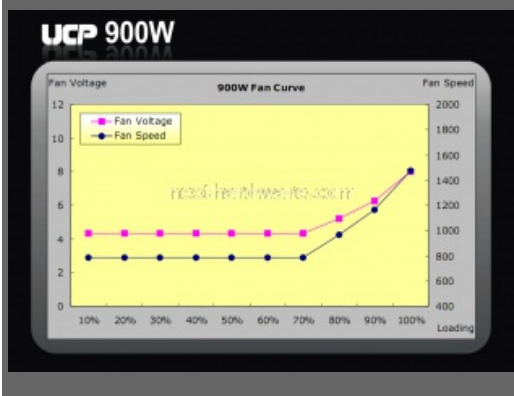 UCP 900W
Fan Voltage
Fan Speed
900W Fan Curve
Fan Voltage
Fan Speed
12
10
8
6
4
2
0
2000
1800
1600
1400
1200
1000
800
600
400
10% 20% 30% 40% 50% 60% 70% 80% 90% 100%
Loading